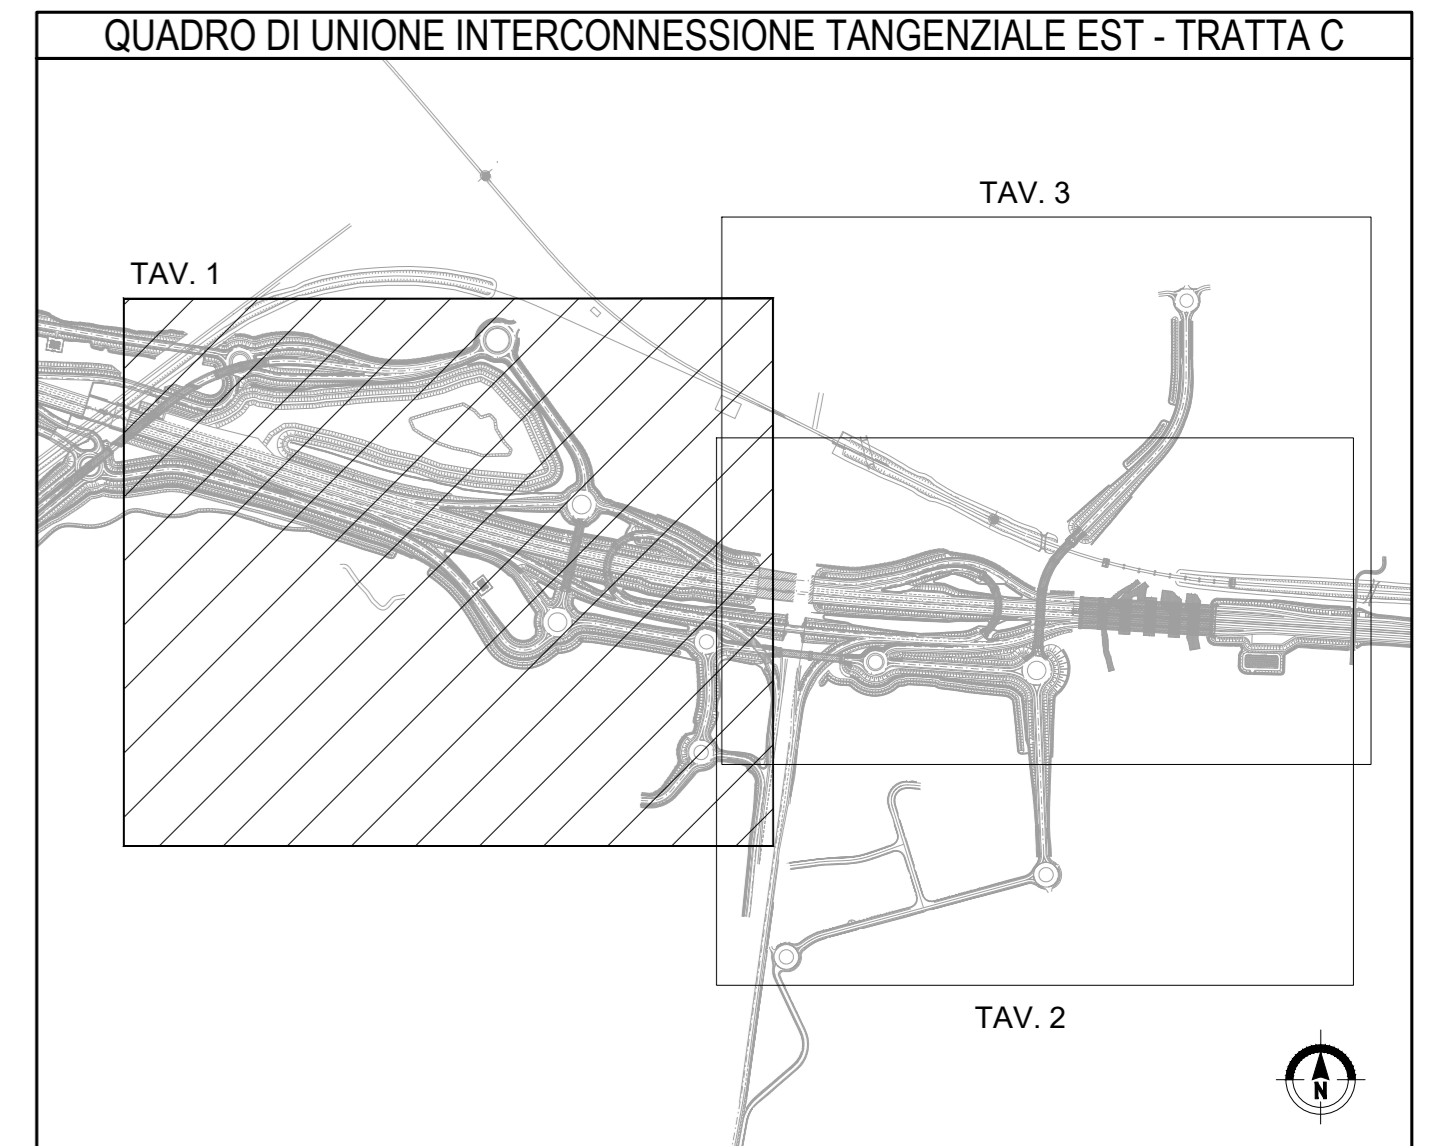 QUADRO DI UNIONE INTERCONNESSIONE TANGENZIALE EST - TRATTA C
TAV. 3
TAV. 1
TAV. 2
N